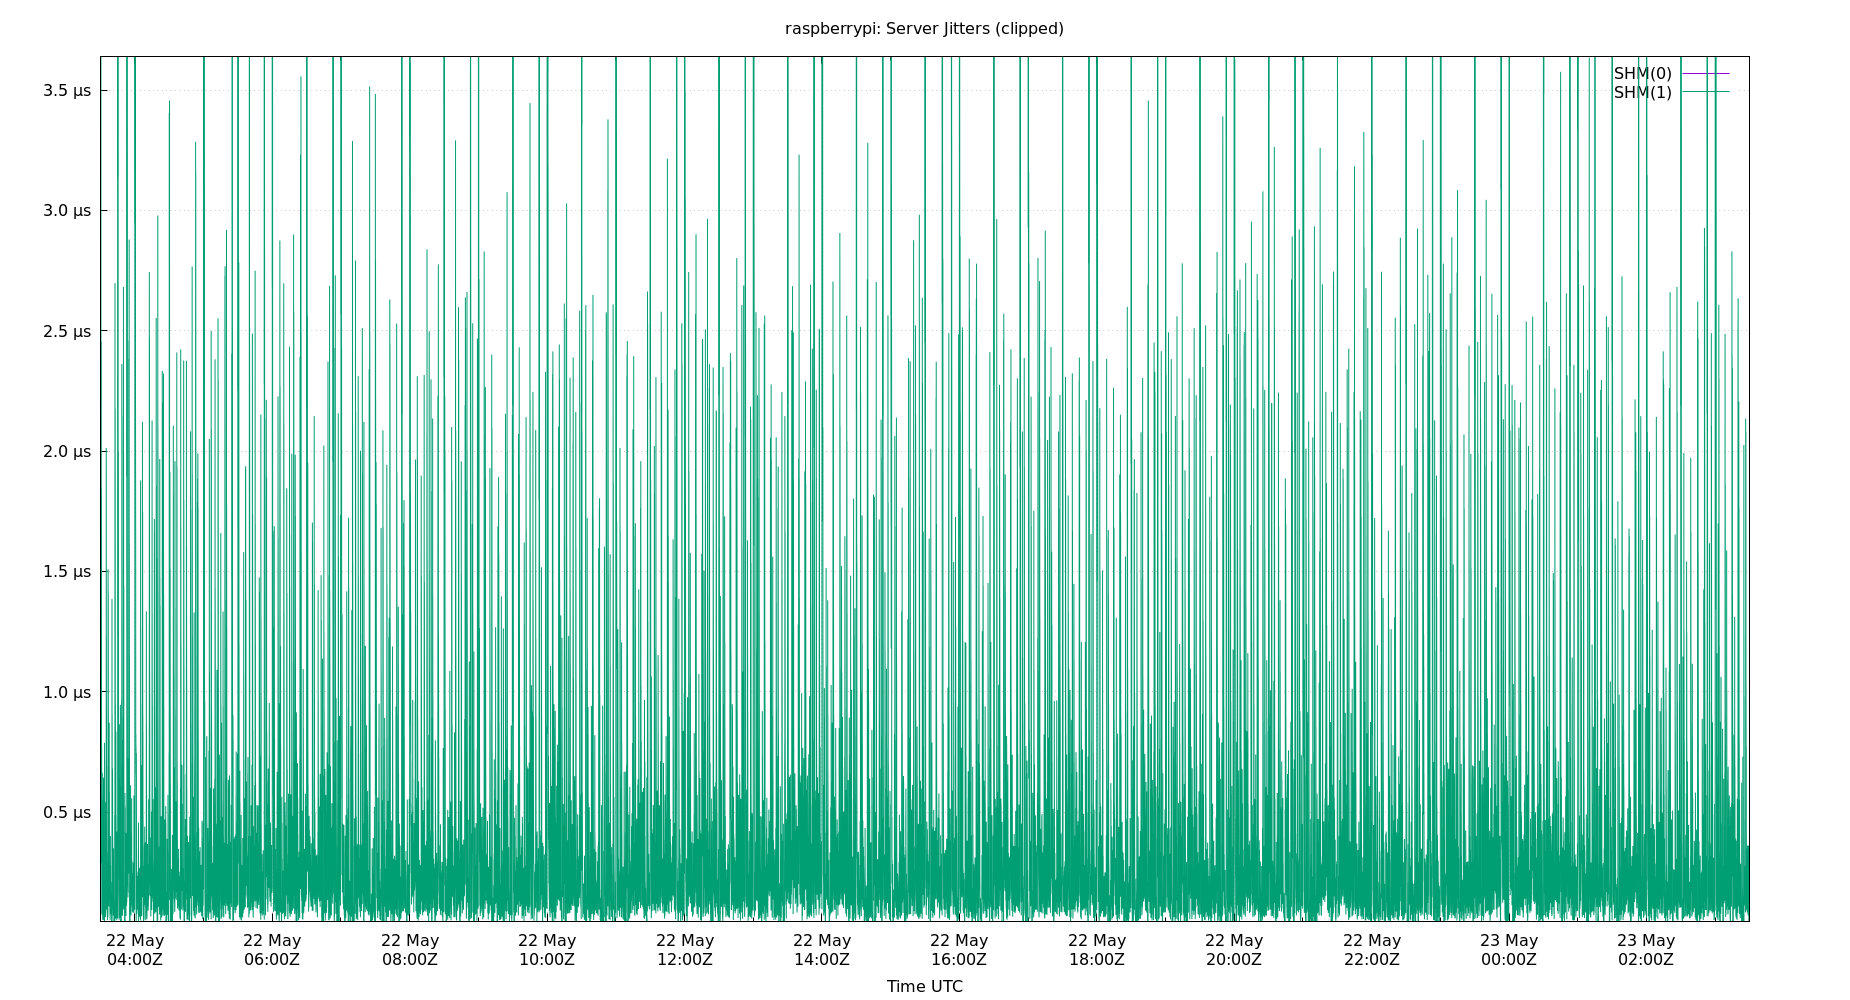 raspberrypi: Server Jitters (clipped)
SHM(0)
SHM(1)
3.5 µs
3.0 µs
2.5 µs
2.0 µs
1.5 µs
1.0 µs
0.5 µs
22 May 22 May 22 May 22 May 22 May 22 May 22 May 22 May 22 May 22 May 23 May 23 May
04:00Z 06:00Z 08:00Z 10:00Z 12:00Z 14:00Z 16:00Z 18:00Z 20:00Z 22:00Z 00:00Z 02:00Z
Time UTC